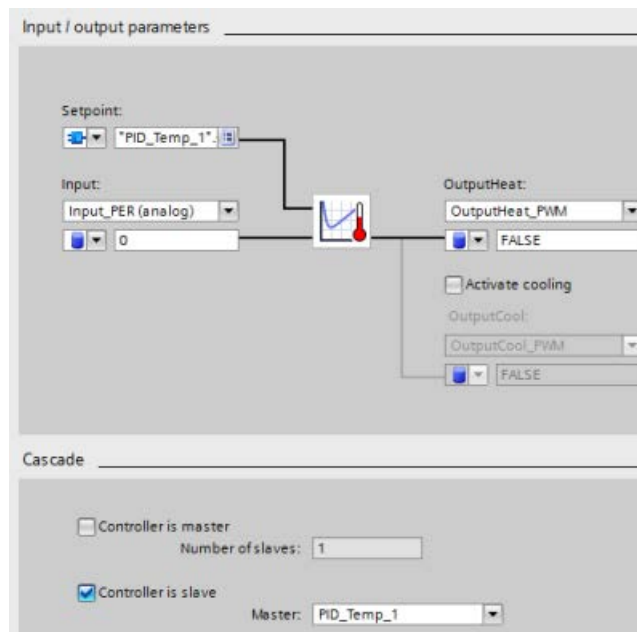 Input / output parameters
Setpoint:
"PID_Temp_1".
Input:
Input_PER (analog)
0
OutputHeat:
OutputHeat_PWM
FALSE
Activate cooling
OutputCool:
OutputCool_PWM
FALSE
Cascade
Controller is master
Number of slaves: 1
Controller is slave
Master: PID_Temp_1